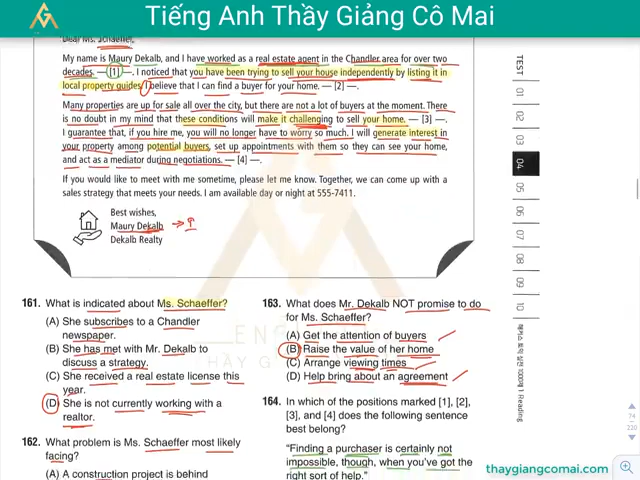 Tiếng Anh Thầy Giảng Cô Mai
Dear Ms. Schaeffer,
My name is Maury Dekalb, and I have worked as a real estate agent in the Chandler area for over two
decades. — [1] —. I noticed that you have been trying to sell your house independently by listing it in
local property guides. I believe that I can find a buyer for your home. — [2] —.
Many properties are up for sale all over the city, but there are not a lot of buyers at the moment. There
is no doubt in my mind that these conditions will make it challenging to sell your home. — [3] —.
I guarantee that, if you hire me, you will no longer have to worry so much. I will generate interest in
your property among potential buyers, set up appointments with them so they can see your home,
and act as a mediator during negotiations. — [4] —.
If you would like to meet with me sometime, please let me know. Together, we can come up with a
sales strategy that meets your needs. I am available day or night at 555-7411.
Best wishes,
Maury Dekalb
Dekalb Realty
161. What is indicated about Ms. Schaeffer?
(A) She subscribes to a Chandler
newspaper.
(B) She has met with Mr. Dekalb to
discuss a strategy.
(C) She received a real estate license this
year.
(D) She is not currently working with a
realtor.
162. What problem is Ms. Schaeffer most likely
facing?
(A) A construction project is behind
163. What does Mr. Dekalb NOT promise to do
for Ms. Schaeffer?
(A) Get the attention of buyers
(B) Raise the value of her home
(C) Arrange viewing times
(D) Help bring about an agreement
164. In which of the positions marked [1], [2],
[3], and [4] does the following sentence
best belong?
"Finding a purchaser is certainly not
impossible, though, when you've got the
right sort of help."
TEST
01
02
03
04
05
06
07
08
09
10
74
220
thaygiangcomai.com